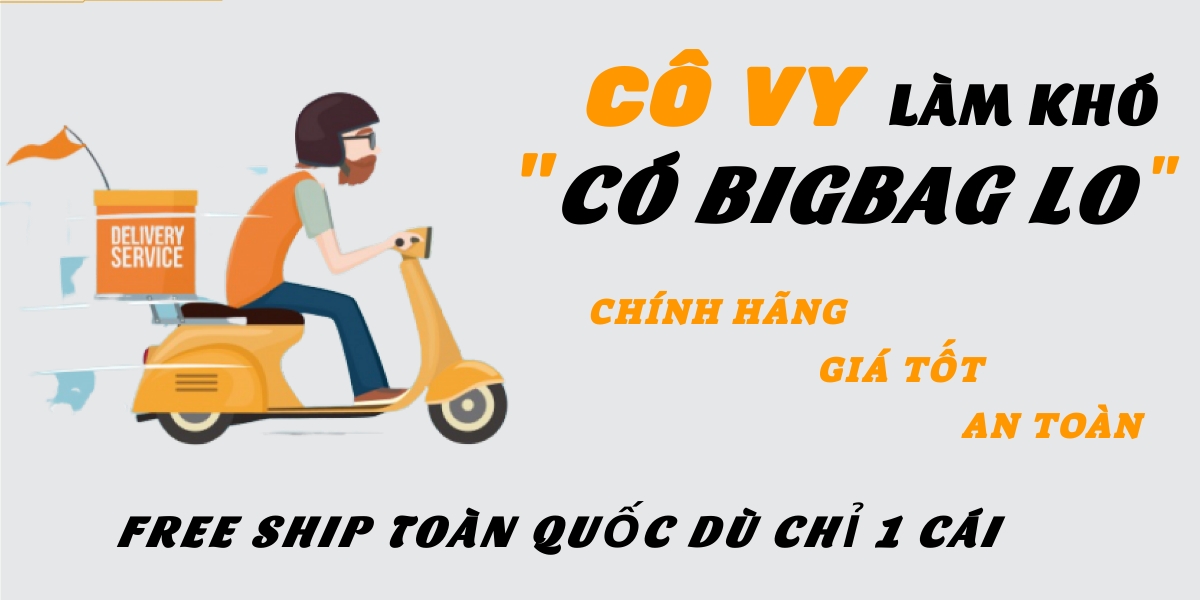 CÔ VY LÀM KHÓ
"CÓ BIGBAG LO"
DELIVERY
SERVICE
CHÍNH HÃNG
GIÁ TỐT
AN TOÀN
FREE SHIP TOÀN QUỐC DÙ CHỈ 1 CÁI